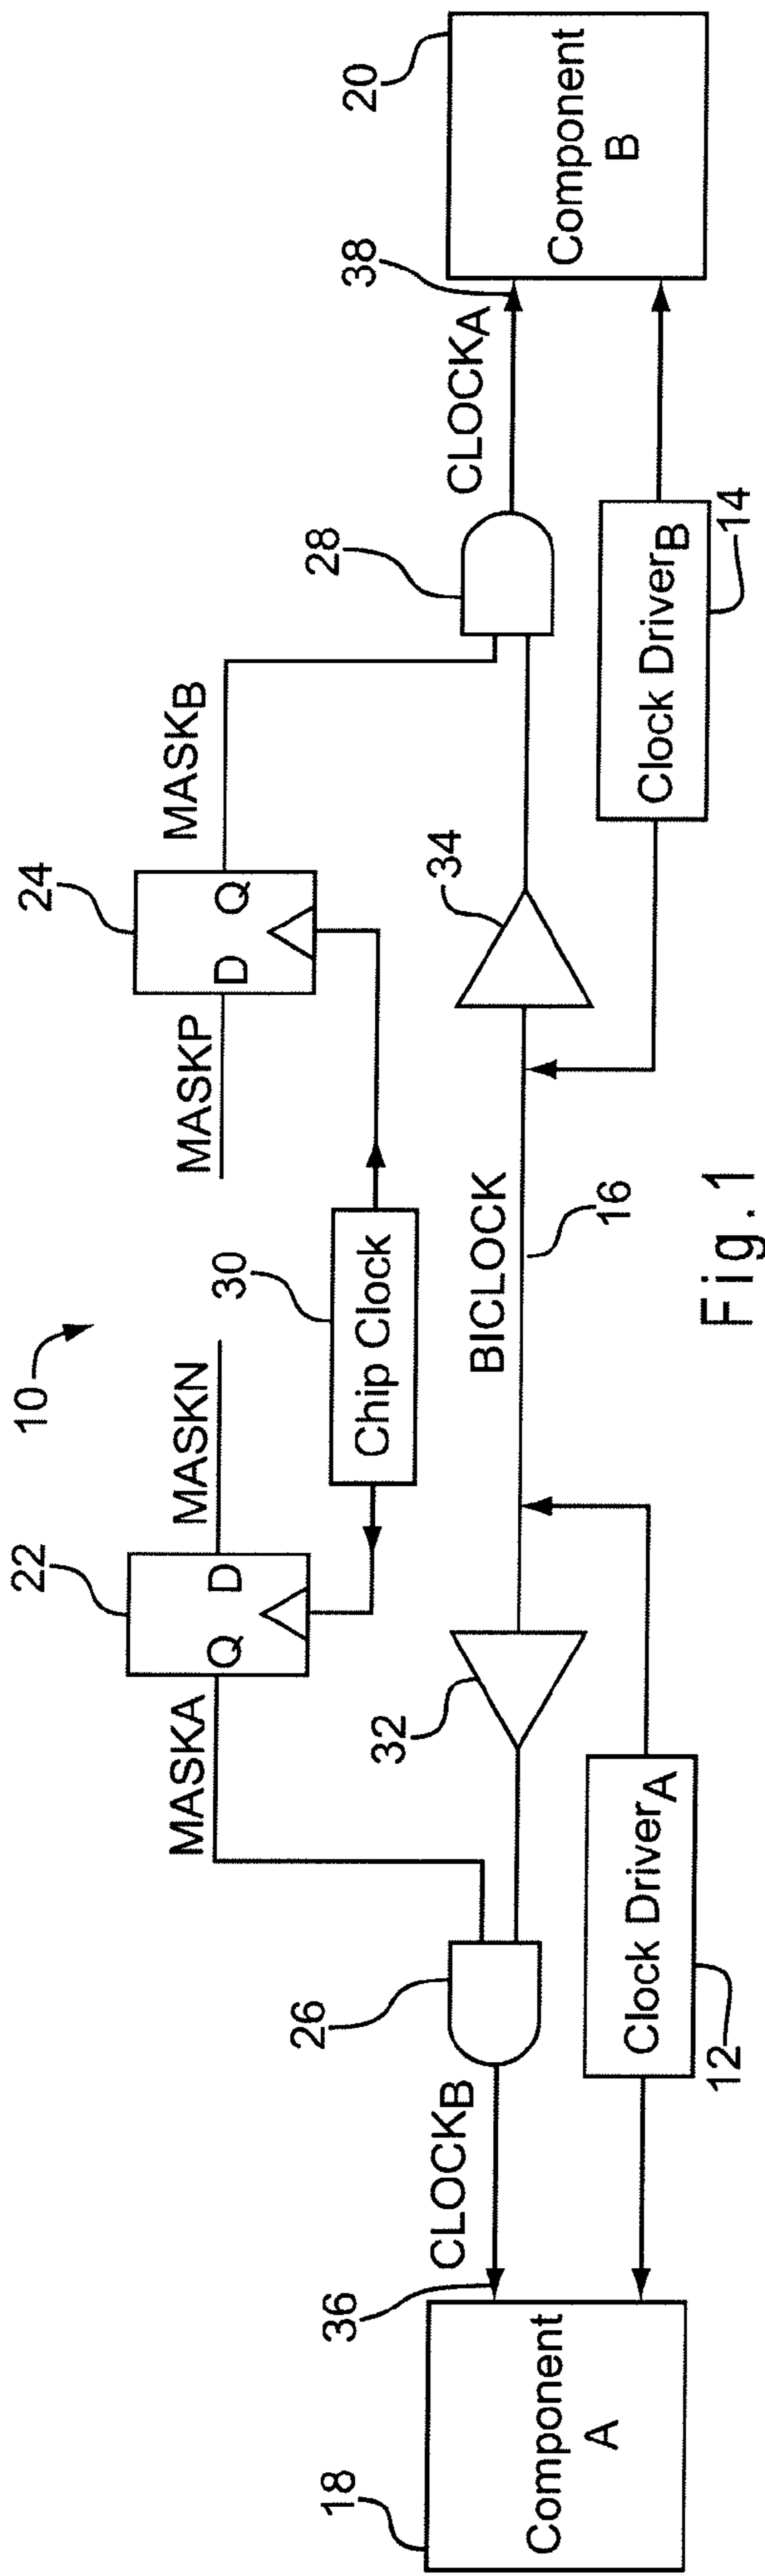 10
22
24
MASKA
Q
D
MASKN
MASKP
D
Q
MASKB
30
Chip Clock
18
Component
A
36
CLOCKB
26
32
BICLOCK
16
34
28
CLOCKA
38
20
Component
B
12
Clock DriverA
Clock DriverB
14
Fig. 1